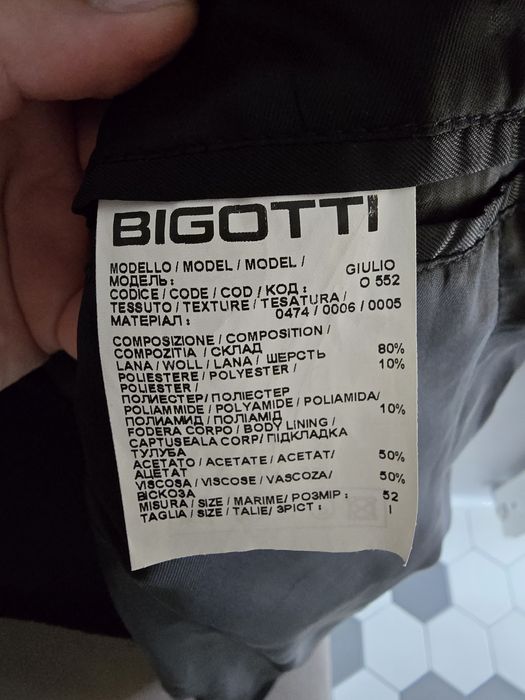 BIGOTTI
MODELLO / MODEL / MODEL /
МОДЕЛЬ : GIULIO
CODICE / CODE / COD / КОД : O 552
TESSUTO / TEXTURE / TESATURA /
МАТЕРІАЛ : 0474 / 0006 / 0005
COMPOSIZIONE / COMPOSITION /
COMPOZITIA / СКЛАД
LANA / WOLL / LANA / ШЕРСТЬ 80%
POLIESTERE / POLYESTER / 10%
POLIESTER /
ПОЛИЕСТЕР/ ПОЛІЕСТЕР
POLIAMMIDE / POLYAMIDE / POLIAMIDA/ 10%
ПОЛИАМИД / ПОЛІАМІД
FODERA CORPO / BODY LINING /
CAPTUSEALA CORP/ ПІДКЛАДКА
ТУЛУБА
ACETATO / ACETATE / ACETAT/ 50%
АЦЕТАТ
VISCOSA / VISCOSE / VASCOZA/ 50%
ВІСКОЗА
MISURA / SIZE / MARIME/ РОЗМІР : 52
TAGLIA / SIZE / TALIE/ ЗРІСТ : I